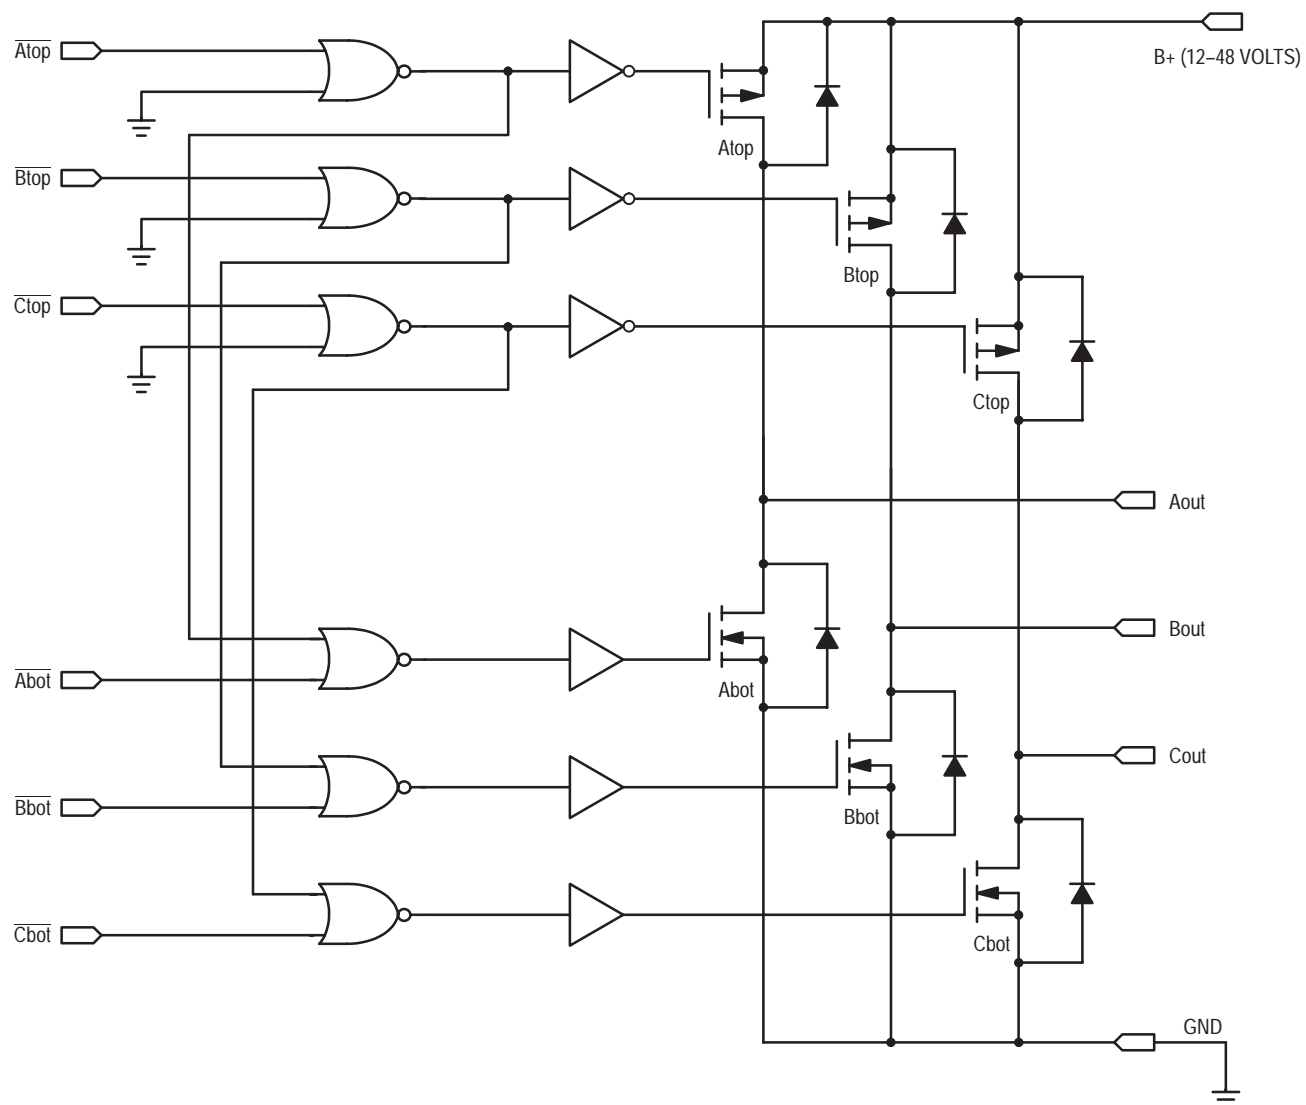 Atop
B+ (12–48 VOLTS)
Atop
Btop
Btop
Ctop
Ctop
Aout
Bout
Abot
Abot
Cout
Bbot
Bbot
Cbot
Cbot
GND